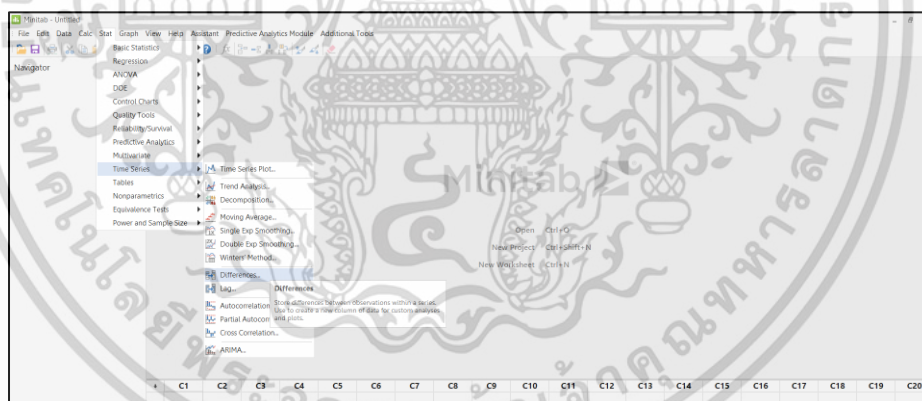 Minitab - Untitled
File Edit Data Calc Stat Graph View Help Assistant Predictive Analytics Module Additional Tools
Navigator
Basic Statistics
Regression
ANOVA
DOE
Control Charts
Quality Tools
Reliability/Survival
Predictive Analytics
Multivariate
Time Series
Tables
Nonparametrics
Equivalence Tests
Power and Sample Size
Time Series Plot...
Trend Analysis...
Decomposition...
Moving Average...
Single Exp Smoothing...
Double Exp Smoothing...
Winters' Method...
Differences...
Lag...
Autocorrelation
Partial Autocorr
Cross Correlation...
ARIMA...
Differences
Store differences between observations within a series.
Use to create a new column of data for custom analyses
and plots.
Minitab
Open Ctrl+O
New Project Ctrl+Shift+N
New Worksheet Ctrl+N
+ C1 C2 C3 C4 C5 C6 C7 C8 C9 C10 C11 C12 C13 C14 C15 C16 C17 C18 C19 C20